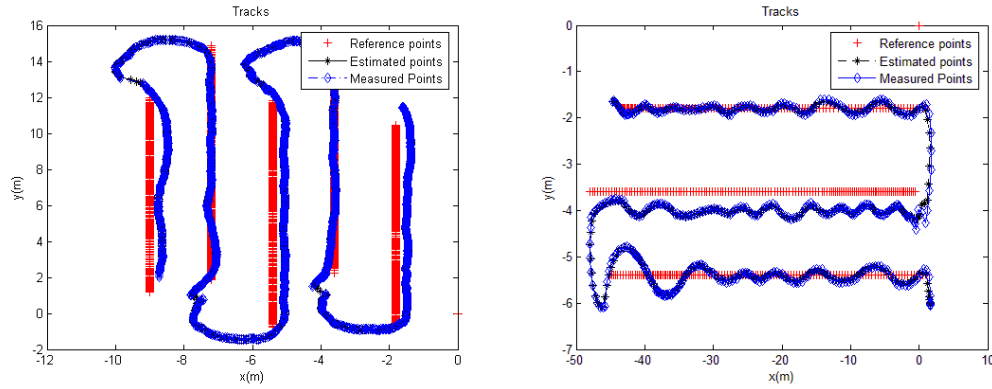 Tracks
Reference points
Estimated points
Measured Points
y(m)
16
14
12
10
8
6
4
2
0
-2
-12
-10
-8
-6
-4
-2
0
x(m)
Tracks
Reference points
Estimated points
Measured Points
y(m)
0
-1
-2
-3
-4
-5
-6
-7
-50
-40
-30
-20
-10
0
10
x(m)